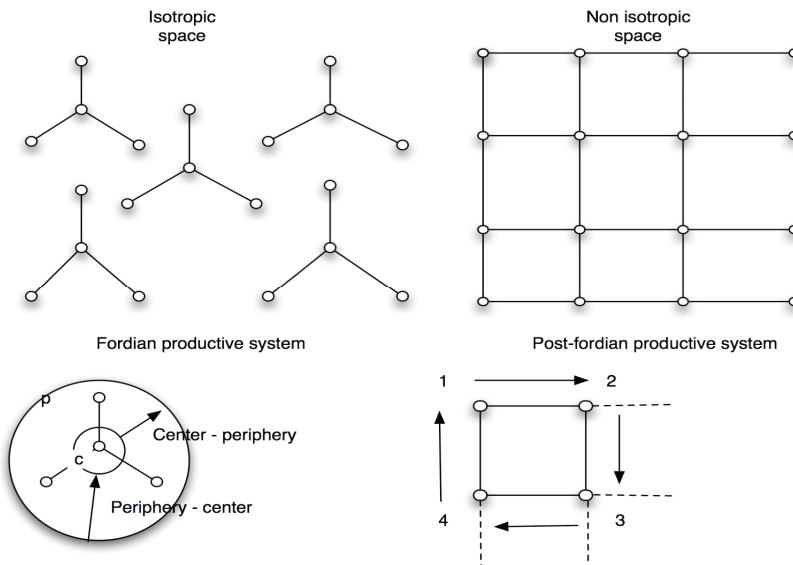 Isotropic
space
Non isotropic
space
Fordian productive system
Post-fordian productive system
p
Center - periphery
c
Periphery - center
1
2
4
3